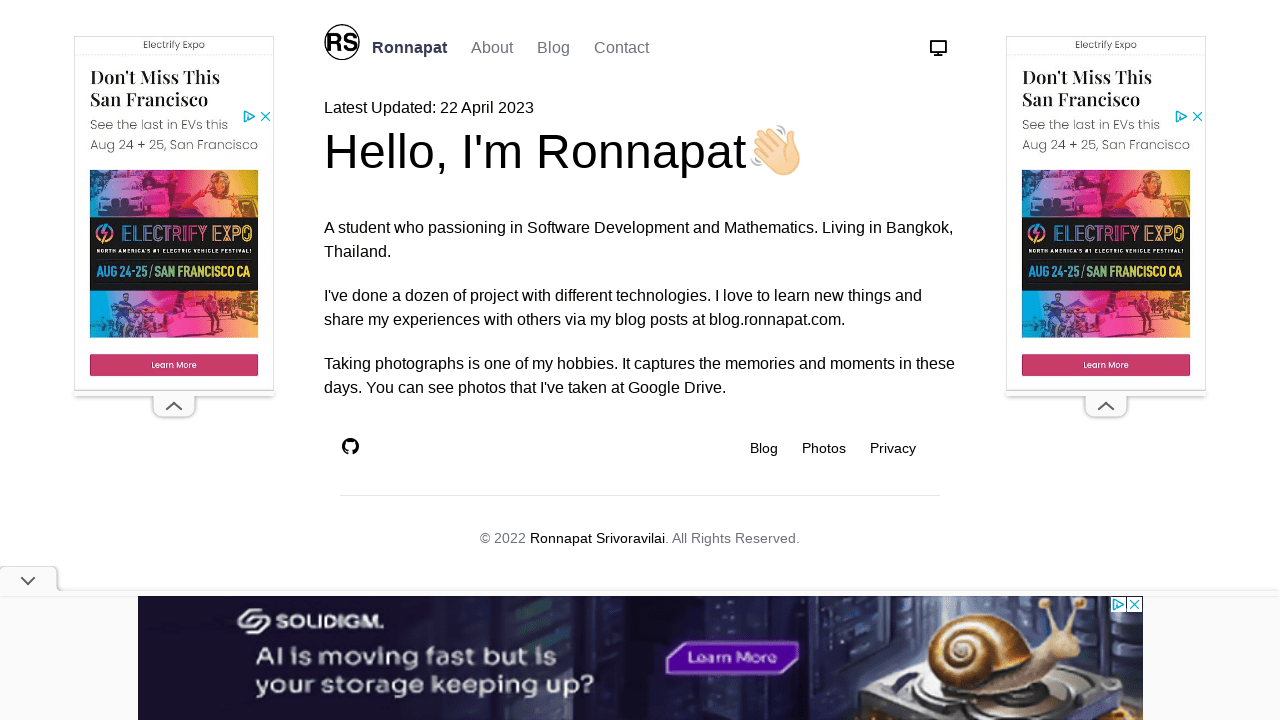 RS
Ronnapat About Blog Contact
Latest Updated: 22 April 2023
Hello, I'm Ronnapat
A student who passioning in Software Development and Mathematics. Living in Bangkok,
Thailand.
I've done a dozen of project with different technologies. I love to learn new things and
share my experiences with others via my blog posts at blog.ronnapat.com.
Taking photographs is one of my hobbies. It captures the memories and moments in these
days. You can see photos that I've taken at Google Drive.
Blog Photos Privacy
© 2022 Ronnapat Srivoravilai. All Rights Reserved.
Electrify Expo
Don't Miss This
San Francisco
See the last in EVs this
Aug 24 + 25, San Francisco
ELECTRIFY EXPO
NORTH AMERICA'S #1 ELECTRIC VEHICLE FESTIVAL!
AUG 24-25/SAN FRANCISCO CA
Learn More
Electrify Expo
Don't Miss This
San Francisco
See the last in EVs this
Aug 24 + 25, San Francisco
ELECTRIFY EXPO
NORTH AMERICA'S #1 ELECTRIC VEHICLE FESTIVAL!
AUG 24-25/SAN FRANCISCO CA
Learn More
SOLIDIGM.
AI is moving fast but is
your storage keeping up?
Learn More